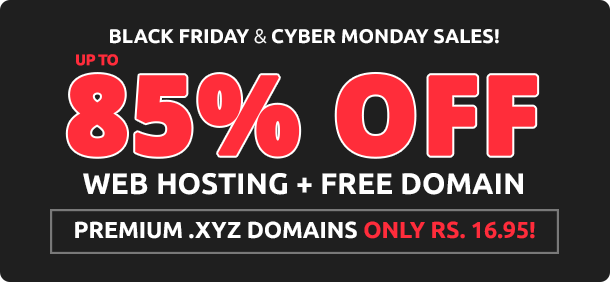 BLACK FRIDAY & CYBER MONDAY SALES!
UP TO
85% OFF
WEB HOSTING + FREE DOMAIN
PREMIUM .XYZ DOMAINS ONLY RS. 16.95!